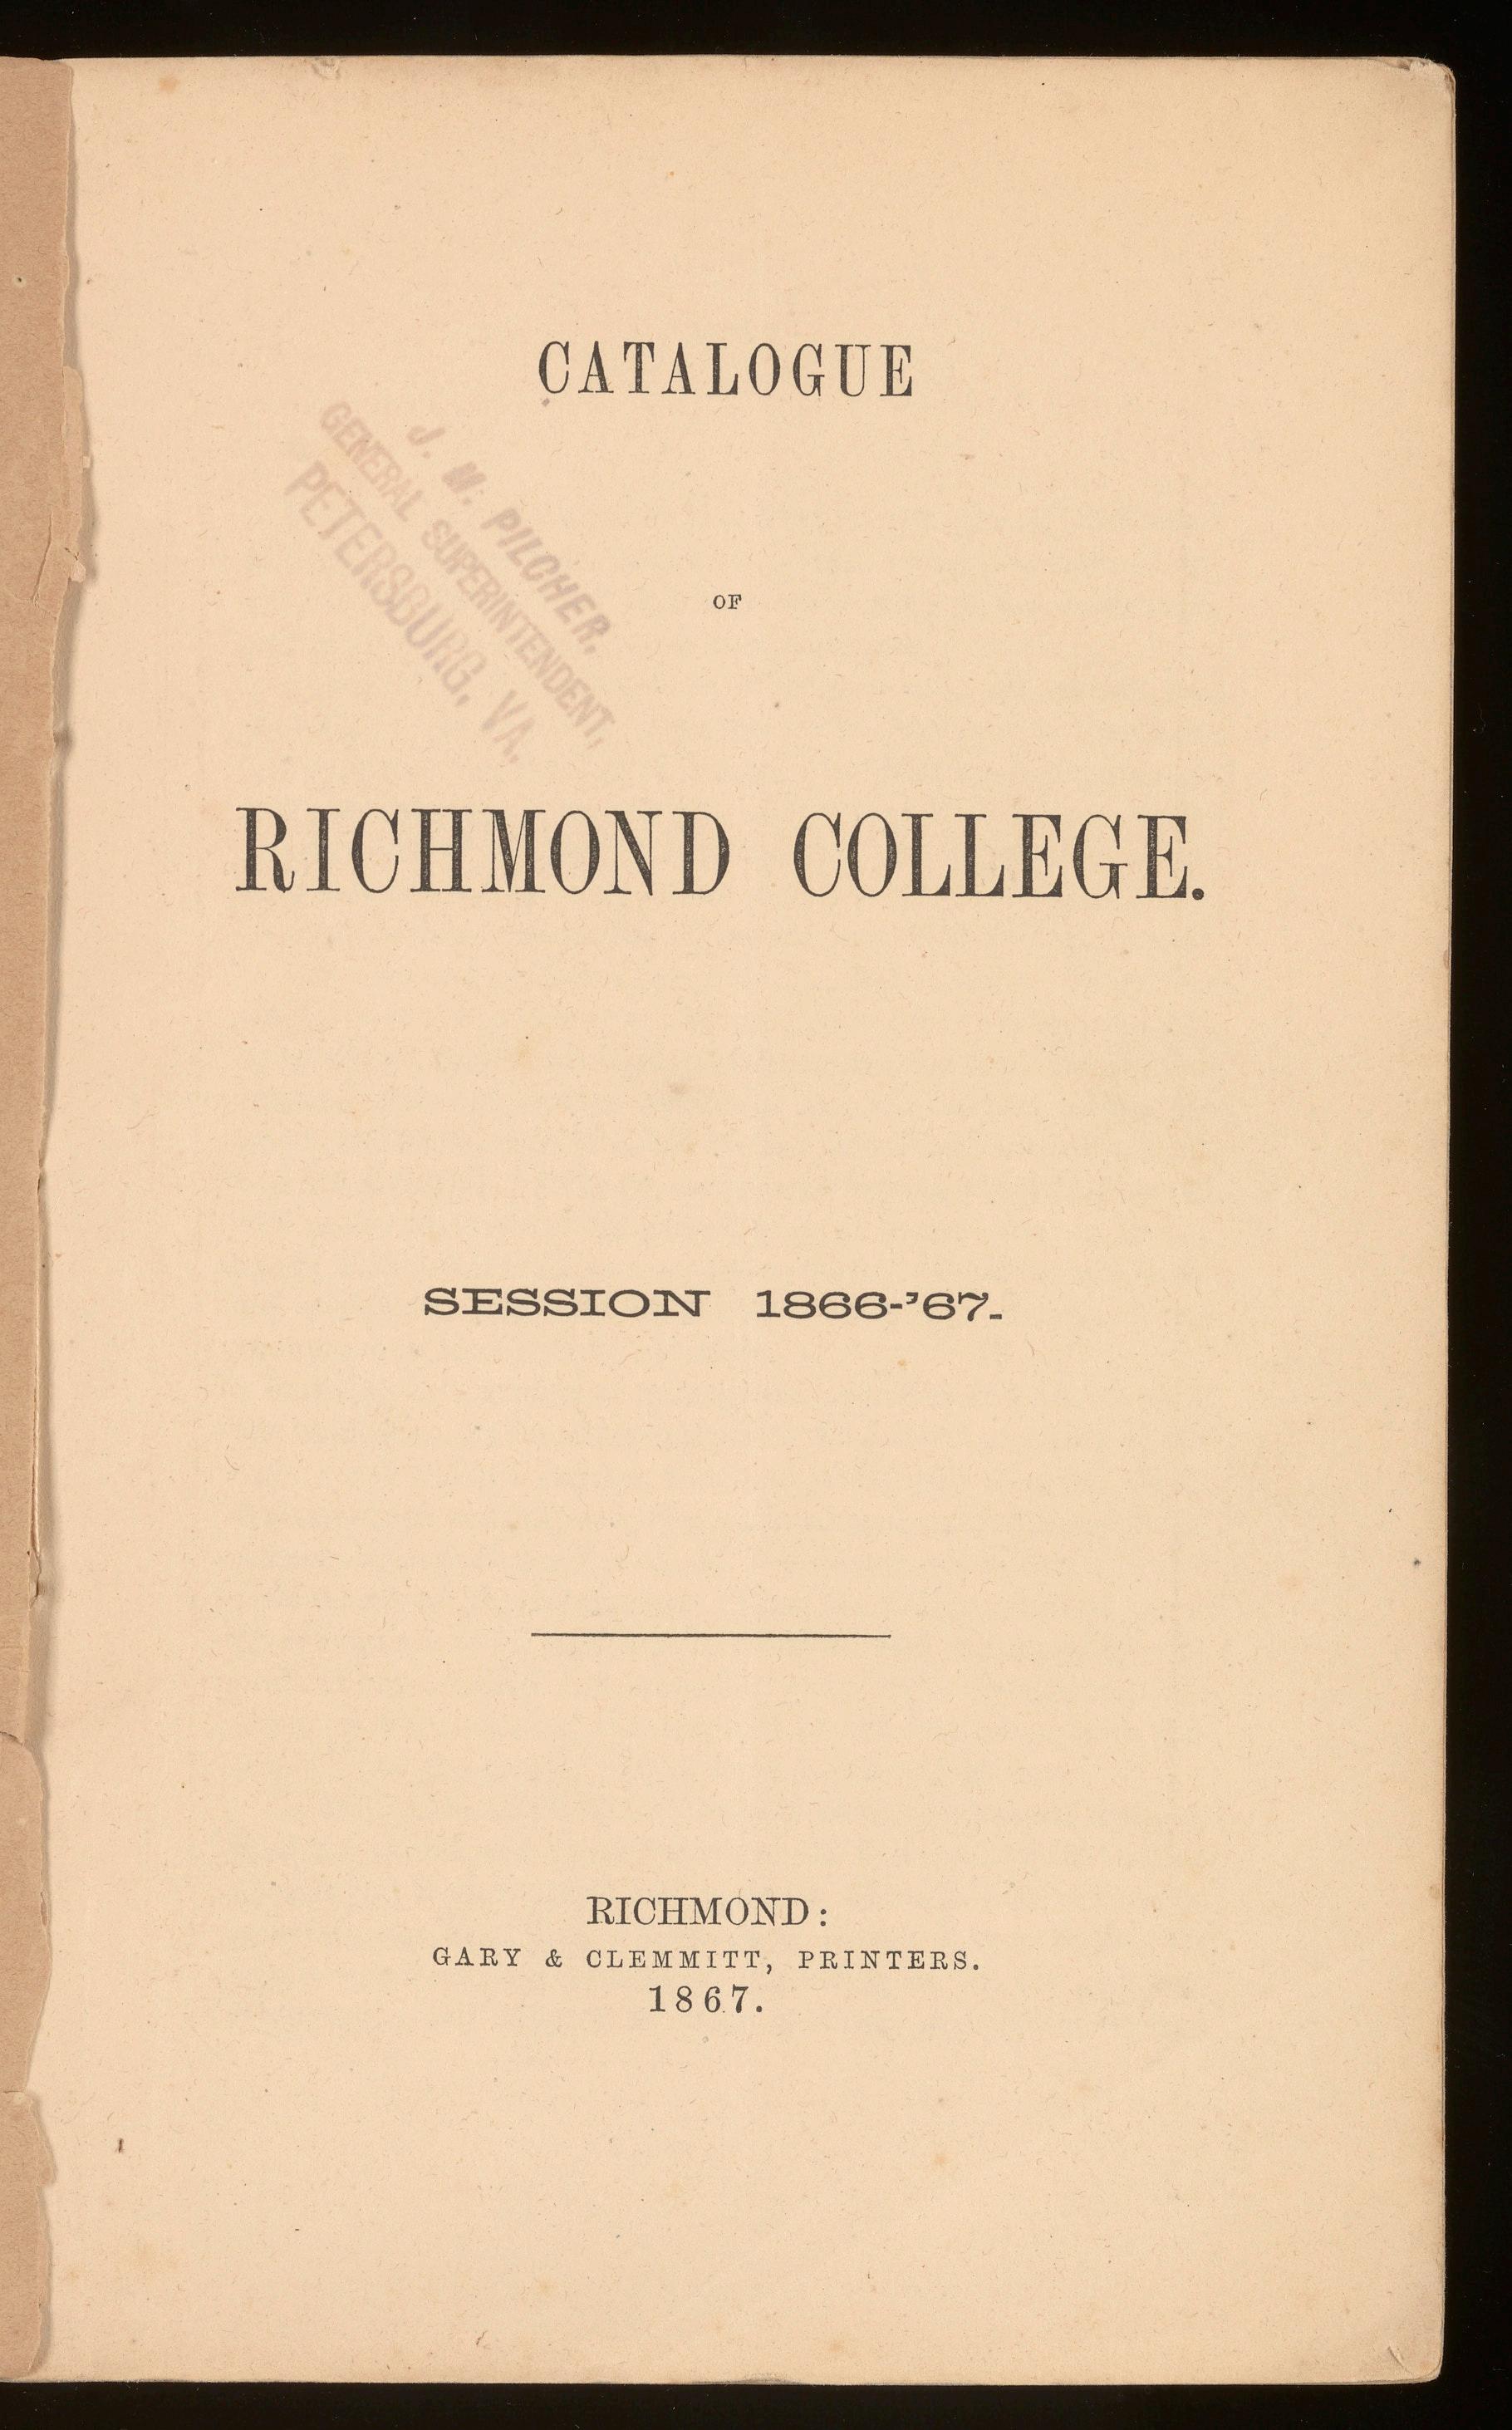 CATALOGUE
J. M. PILCHER,
GENERAL SUPERINTENDENT,
PETERSBURG, VA.
OF
RICHMOND COLLEGE.
SESSION 1866-'67.
RICHMOND:
GARY & CLEMMITT, PRINTERS.
1867.